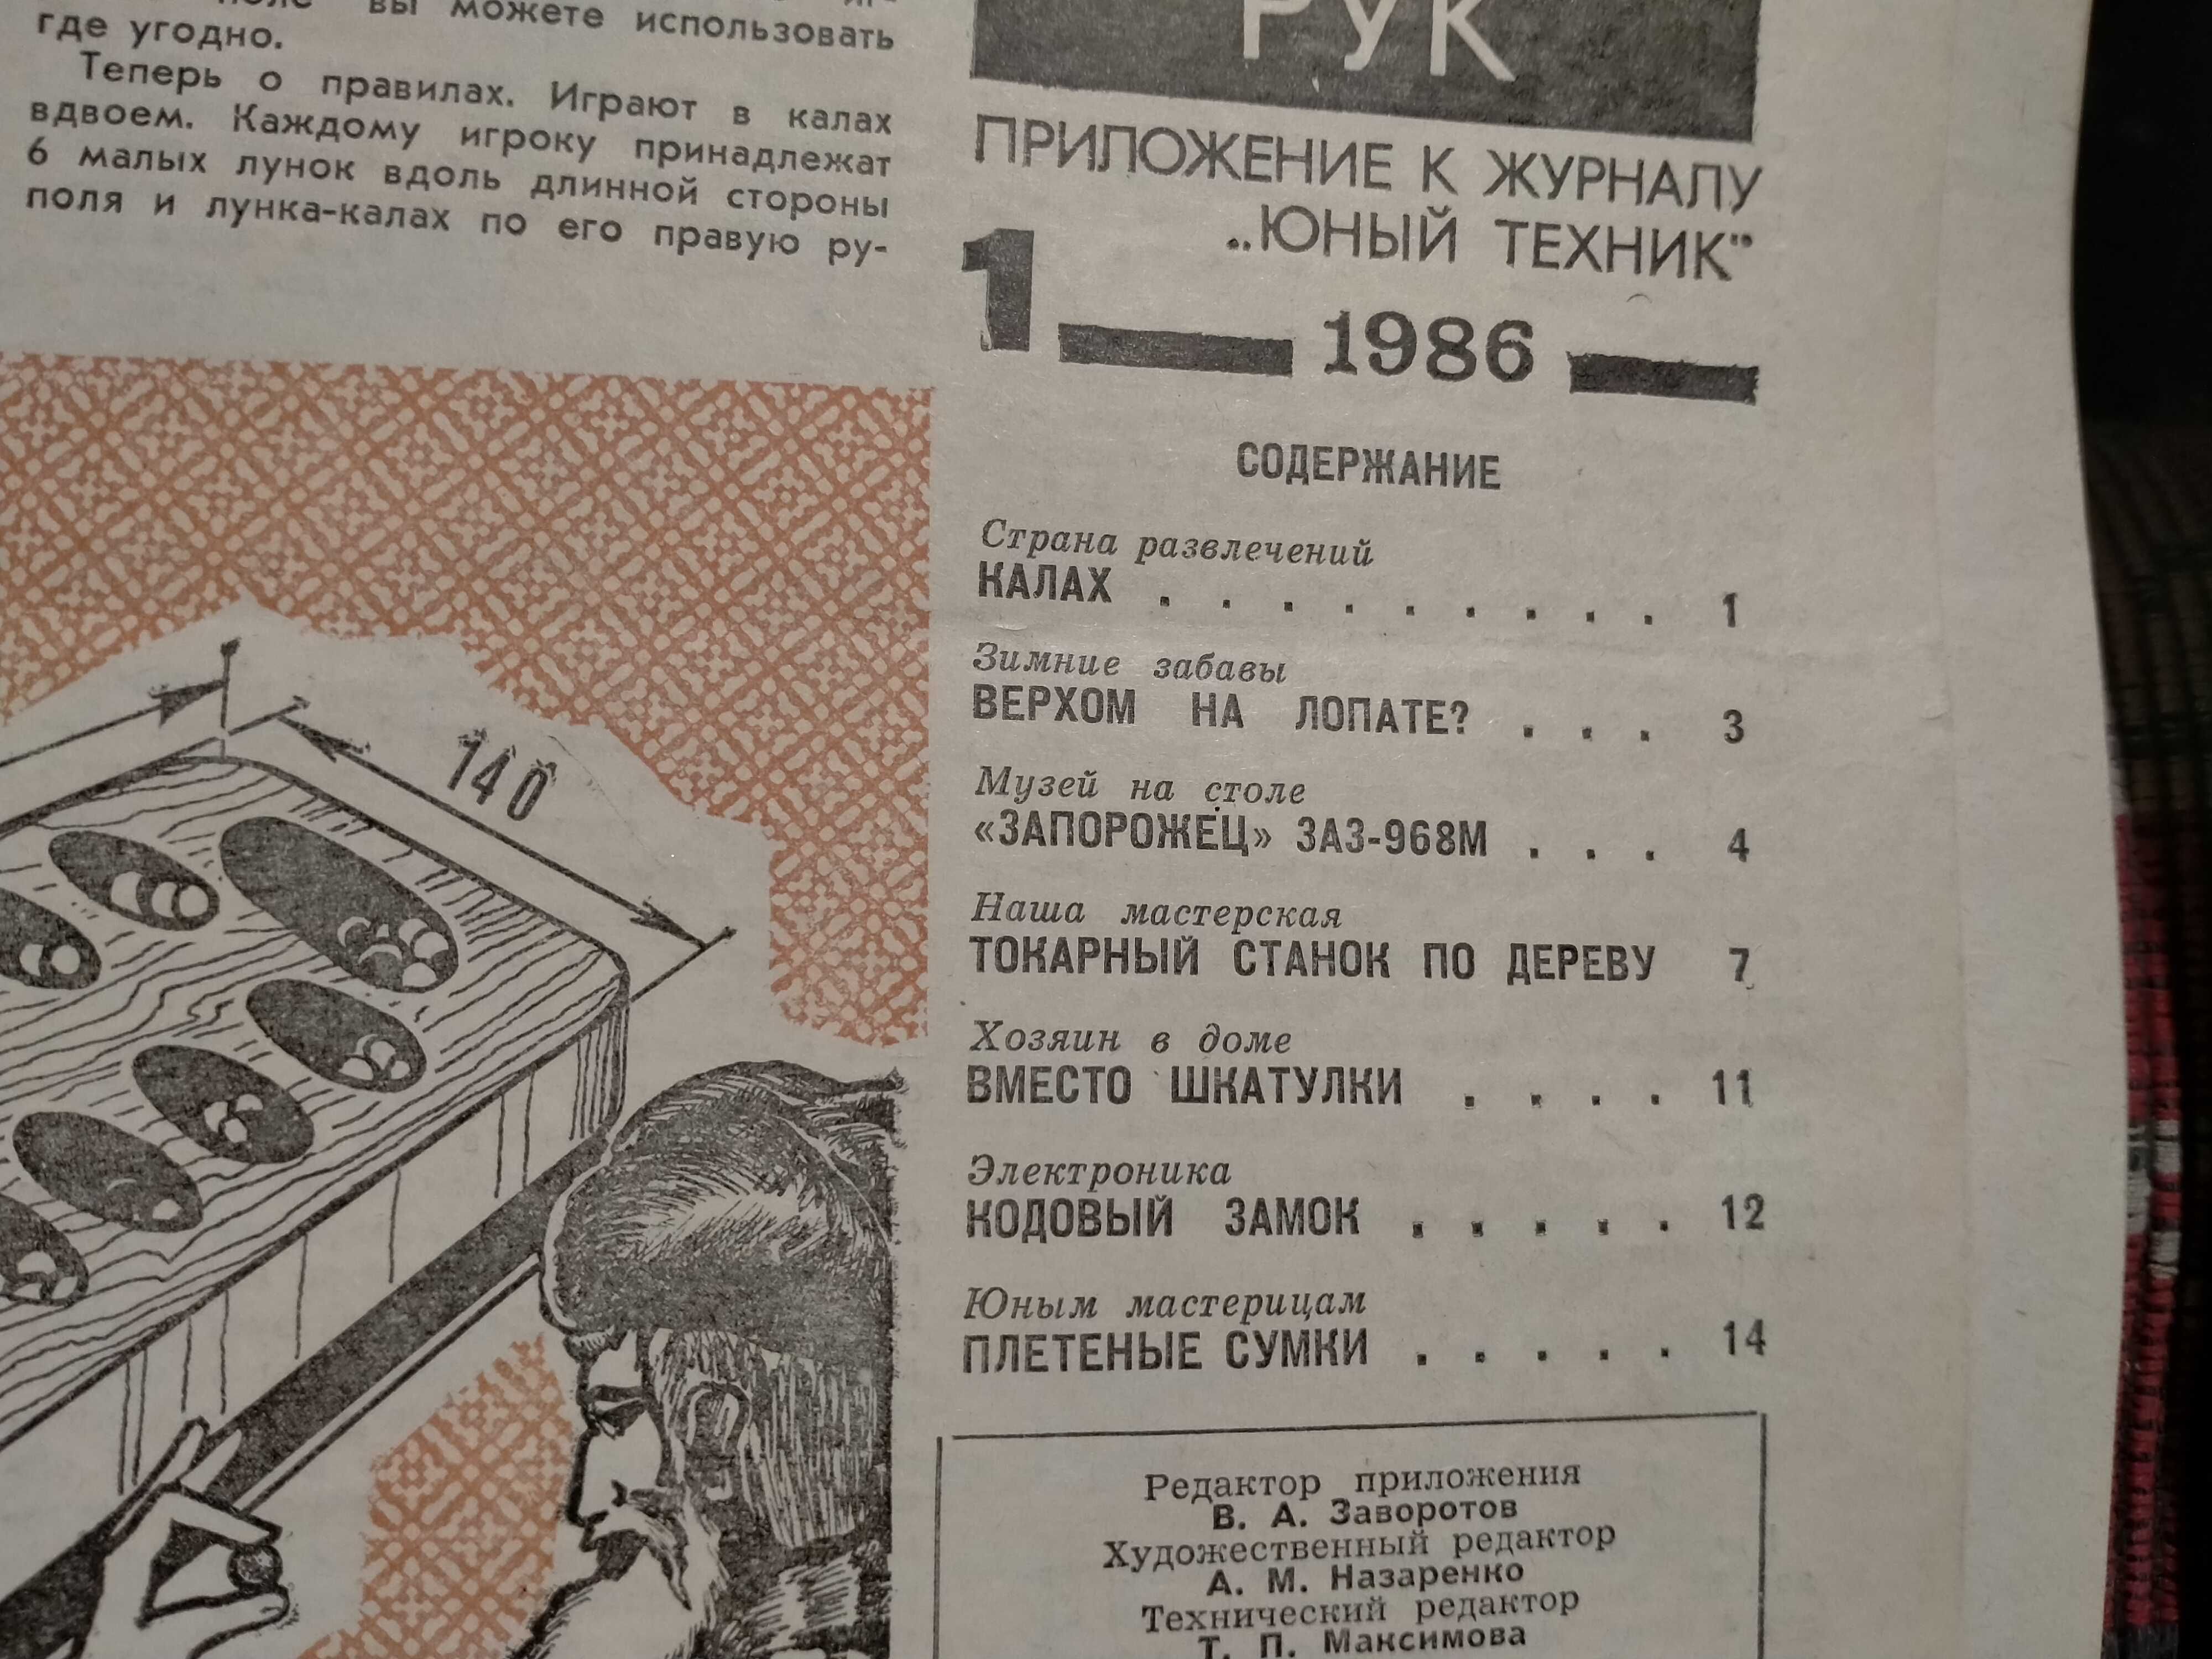 вы можете использовать
где угодно.
Теперь о правилах. Играют в калах
вдвоем. Каждому игроку принадлежат
6 малых лунок вдоль длинной стороны
поля и лунка-калах по его правую ру-
140
РУК
ПРИЛОЖЕНИЕ К ЖУРНАЛУ
„ЮНЫЙ ТЕХНИК"
1 1986
СОДЕРЖАНИЕ
Страна развлечений
КАЛАХ . . . . . . . . . 1
Зимние забавы
ВЕРХОМ НА ЛОПАТЕ? . . . 3
Музей на столе
«ЗАПОРОЖЕЦ» ЗАЗ-968М . . . 4
Наша мастерская
ТОКАРНЫЙ СТАНОК ПО ДЕРЕВУ 7
Хозяин в доме
ВМЕСТО ШКАТУЛКИ . . . . 11
Электроника
КОДОВЫЙ ЗАМОК . . . . . 12
Юным мастерицам
ПЛЕТЕНЫЕ СУМКИ . . . . . 14
Редактор приложения
В. А. Заворотов
Художественный редактор
А. М. Назаренко
Технический редактор
Т. П. Максимова